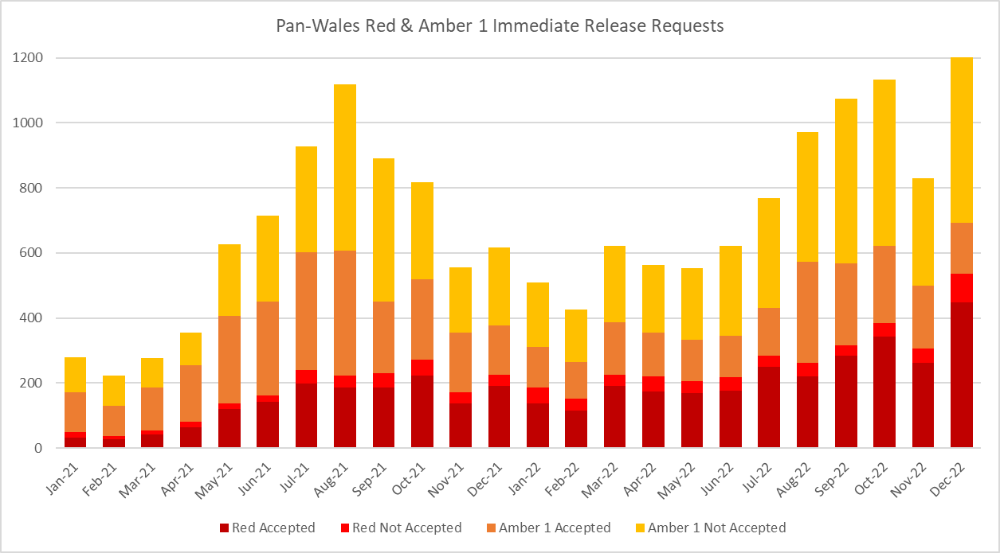 Pan-Wales Red & Amber 1 Immediate Release Requests
1200
1000
800
600
400
200
0
Jan-21
Feb-21
Mar-21
Apr-21
May-21
Jun-21
Jul-21
Aug-21
Sep-21
Oct-21
Nov-21
Dec-21
Jan-22
Feb-22
Mar-22
Apr-22
May-22
Jun-22
Jul-22
Aug-22
Sep-22
Oct-22
Nov-22
Dec-22
Red Accepted Red Not Accepted Amber 1 Accepted Amber 1 Not Accepted